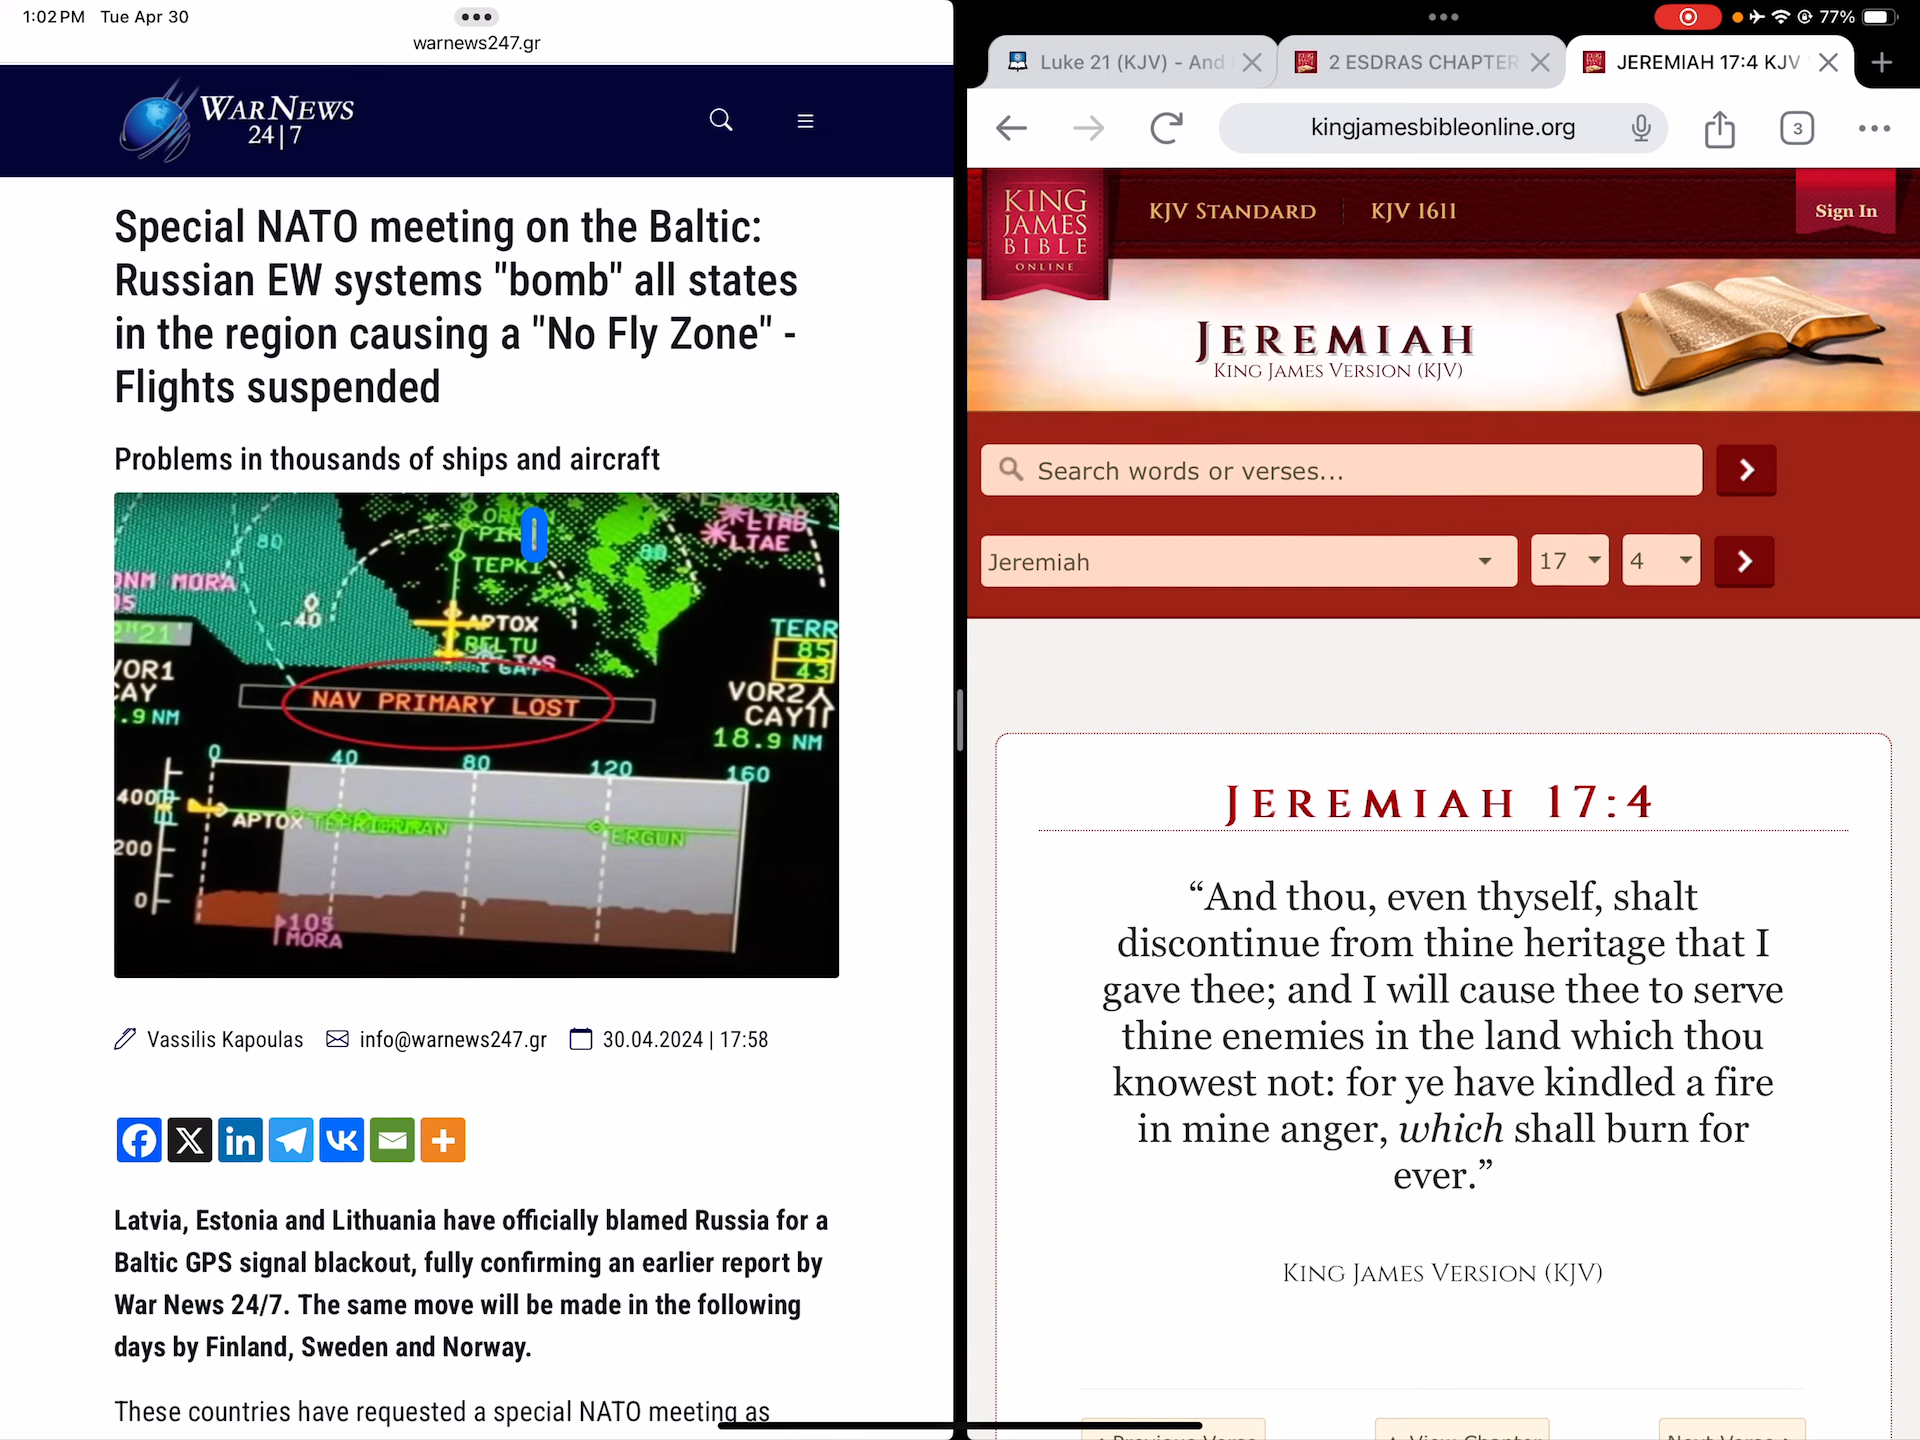 1:02 PM Tue Apr 30
warnews247.gr
77%
WARNEWS
24|7
Special NATO meeting on the Baltic:
Russian EW systems "bomb" all states
in the region causing a "No Fly Zone" -
Flights suspended
Problems in thousands of ships and aircraft
80
TEPKI
80
LTAE
MORA
40
APTOX
BELTU
TERR
85
43
VOR1
CAY
.9 NM
NAV PRIMARY LOST
VOR2
CAY
18.9 NM
0 40 80 120 160
400
APTOX
ERGUN
200
0
105
MORA
Vassilis Kapoulas info@warnews247.gr 30.04.2024 | 17:58
Latvia, Estonia and Lithuania have officially blamed Russia for a
Baltic GPS signal blackout, fully confirming an earlier report by
War News 24/7. The same move will be made in the following
days by Finland, Sweden and Norway.
These countries have requested a special NATO meeting as
Luke 21 (KJV) - And
2 ESDRAS CHAPTER
JEREMIAH 17:4 KJV
kingjamesbibleonline.org
3
KING
JAMES
BIBLE
ONLINE
KJV STANDARD
KJV 1611
Sign In
JEREMIAH
KING JAMES VERSION (KJV)
Search words or verses...
Jeremiah 17 4
JEREMIAH 17:4
“And thou, even thyself, shalt
discontinue from thine heritage that I
gave thee; and I will cause thee to serve
thine enemies in the land which thou
knowest not: for ye have kindled a fire
in mine anger, which shall burn for
ever.”
KING JAMES VERSION (KJV)